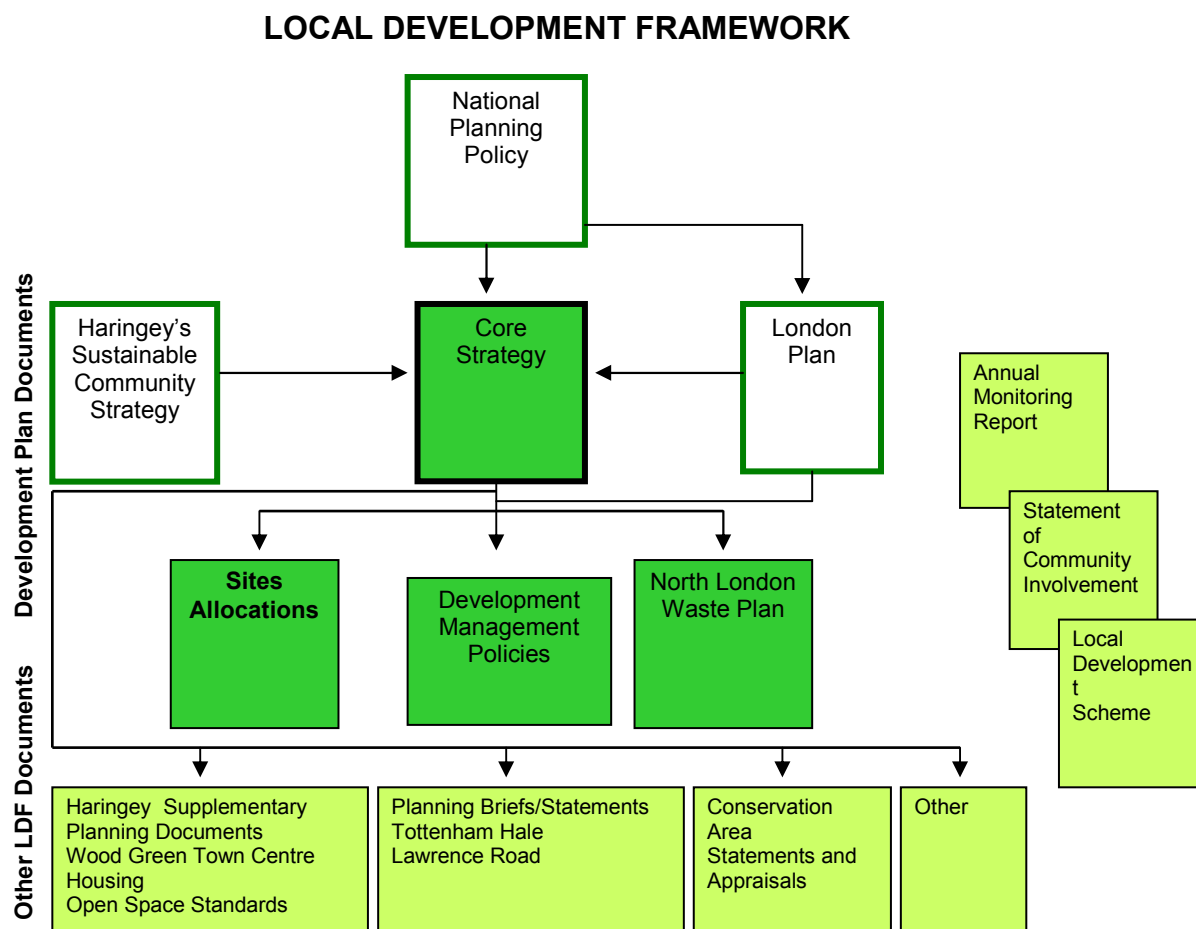 LOCAL DEVELOPMENT FRAMEWORK
National
Planning
Policy
Development Plan Documents
Haringey's
Sustainable
Community
Strategy
Core
Strategy
London
Plan
Annual
Monitoring
Report
Statement
of
Community
Involvement
Local
Developmen
t
Scheme
Sites
Allocations
Development
Management
Policies
North London
Waste Plan
Other LDF Documents
Haringey Supplementary
Planning Documents
Wood Green Town Centre
Housing
Open Space Standards
Planning Briefs/Statements
Tottenham Hale
Lawrence Road
Conservation
Area
Statements and
Appraisals
Other